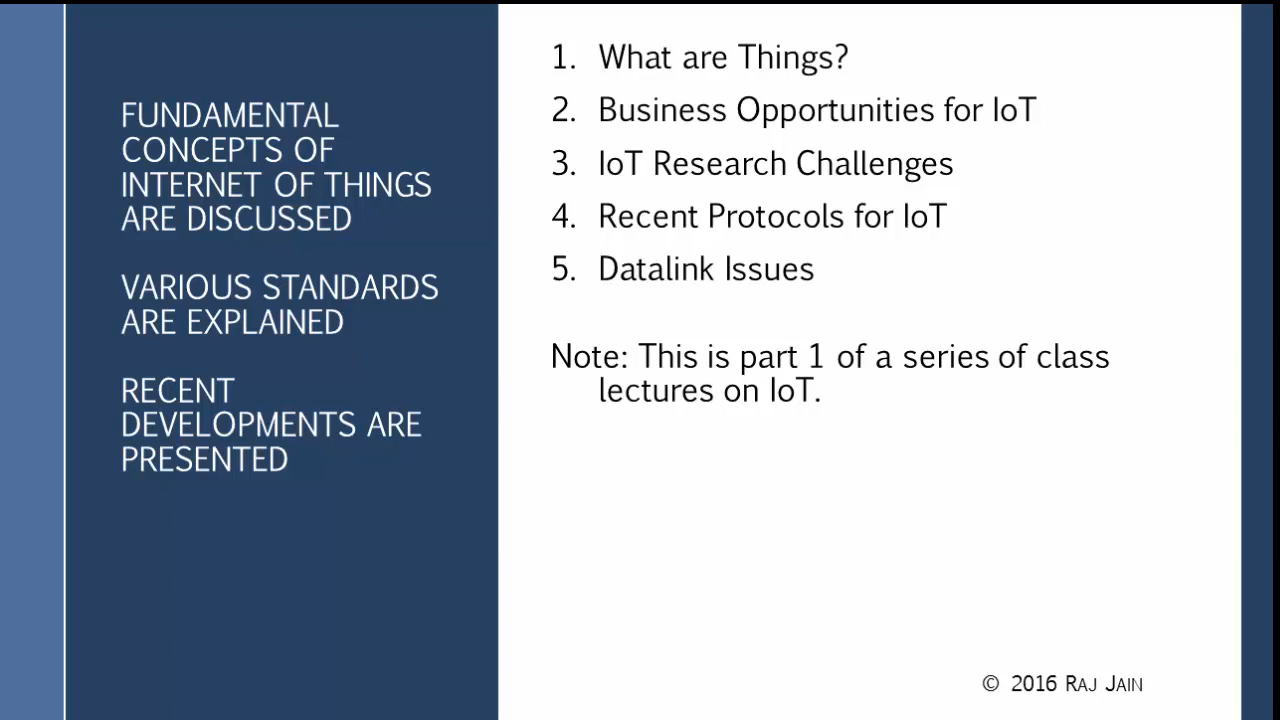 FUNDAMENTAL
CONCEPTS OF
INTERNET OF THINGS
ARE DISCUSSED
VARIOUS STANDARDS
ARE EXPLAINED
RECENT
DEVELOPMENTS ARE
PRESENTED
1. What are Things?
2. Business Opportunities for IoT
3. IoT Research Challenges
4. Recent Protocols for IoT
5. Datalink Issues
Note: This is part 1 of a series of class
lectures on IoT.
© 2016 RAJ JAIN